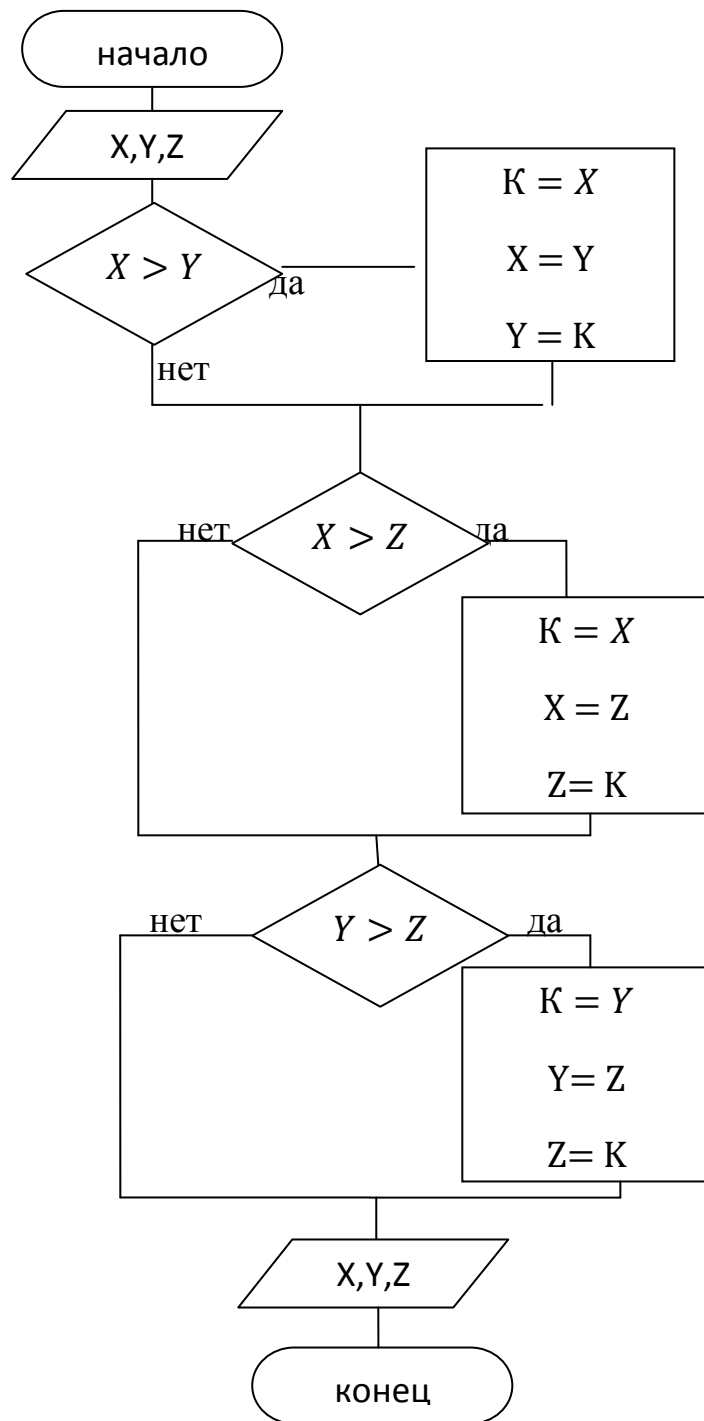 начало
X,Y,Z
X > Y
да
нет
К = X
X = Y
Y = K
нет
X > Z
да
К = X
X = Z
Z= K
нет
Y > Z
да
К = Y
Y= Z
Z= K
X,Y,Z
конец